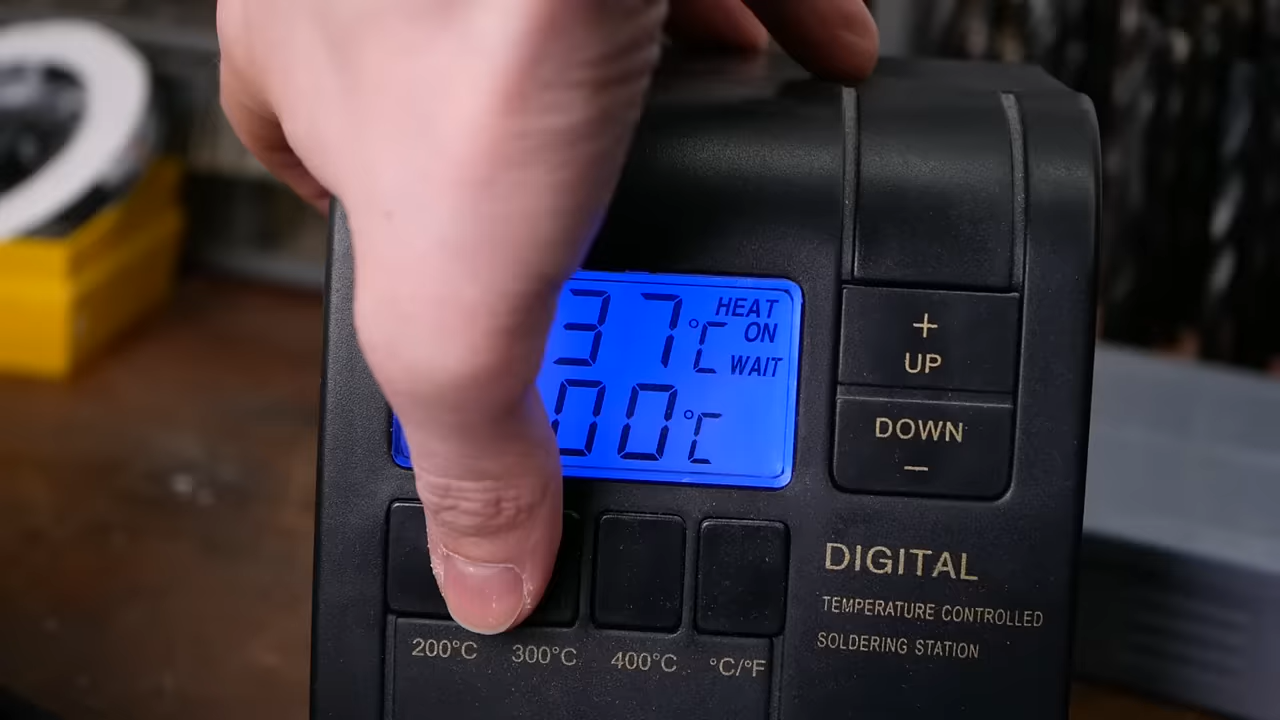 37°C
HEAT
ON
WAIT
00°C
+
UP
DOWN
−
200°C 300°C 400°C °C/°F
DIGITAL
TEMPERATURE CONTROLLED
SOLDERING STATION